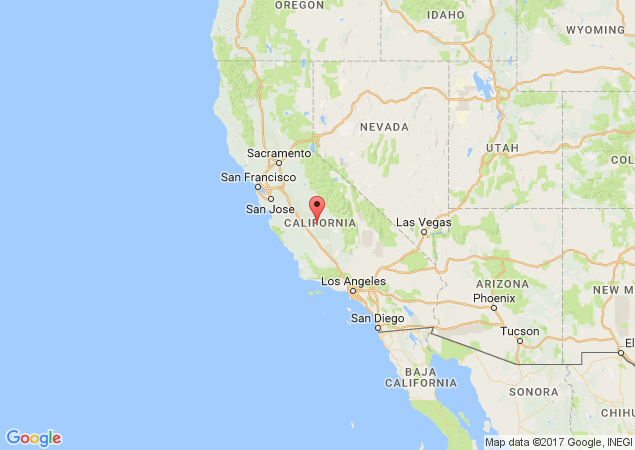 OREGON
IDAHO
WYOMING
NEVADA
UTAH
COL
Sacramento
San Francisco
San Jose
CALIFORNIA
Las Vegas
Los Angeles
ARIZONA
NEW M
Phoenix
San Diego
Tucson
El
BAJA
CALIFORNIA
SONORA
CHIHU
Google
Map data ©2017 Google, INEGI